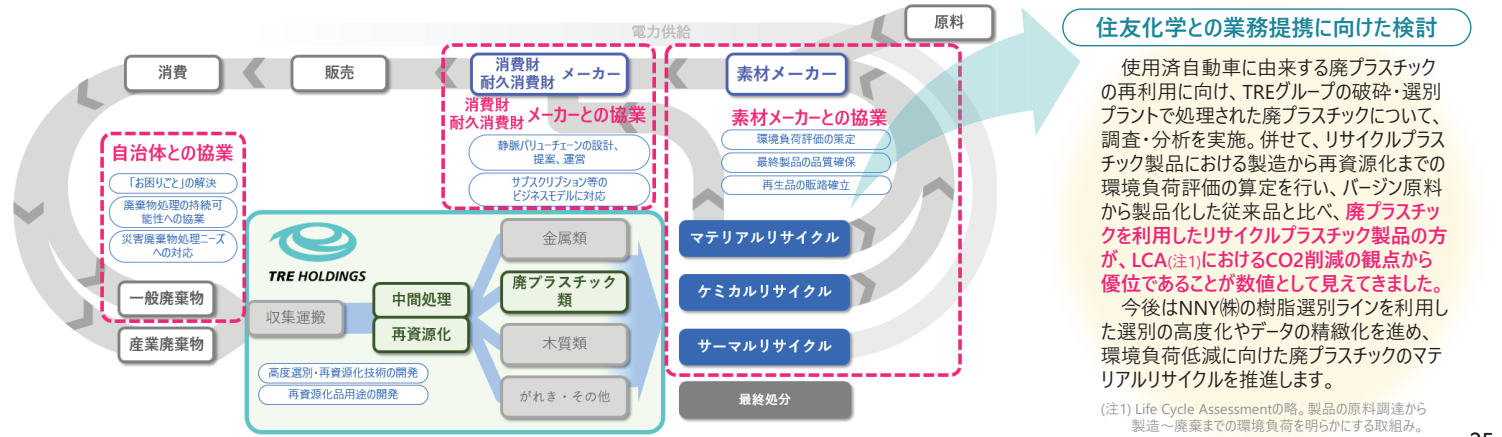 電力供給
原料
消費
販売
消費財
耐久消費財 メーカー
素材メーカー
消費財
耐久消費財 メーカーとの協業
静脈バリューチェーンの設計、
提案、運営
サブスクリプション等の
ビジネスモデルに対応
素材メーカーとの協業
環境負荷評価の策定
最終製品の品質確保
再生品の販路確立
自治体との協業
「お困りごと」の解決
廃棄物処理の持続可
能性への協業
災害廃棄物処理ニーズ
への対応
一般廃棄物
産業廃棄物
TRE HOLDINGS
収集運搬
中間処理
再資源化
高度選別・再資源化技術の開発
再資源化品用途の開発
金属類
廃プラスチック
類
木質類
がれき・その他
マテリアルリサイクル
ケミカルリサイクル
サーマルリサイクル
最終処分
住友化学との業務提携に向けた検討
使用済自動車に由来する廃プラスチック
の再利用に向け、TREグループの破砕・選別
プラントで処理された廃プラスチックについて、
調査・分析を実施。併せて、リサイクルプラス
チック製品における製造から再資源化までの
環境負荷評価の算定を行い、バージン原料
から製品化した従来品と比べ、廃プラスチッ
クを利用したリサイクルプラスチック製品の方
が、LCA(注1)におけるCO2削減の観点から
優位であることが数値として見えてきました。
今後はNNY㈱の樹脂選別ラインを利用し
た選別の高度化やデータの精緻化を進め、
環境負荷低減に向けた廃プラスチックのマテ
リアルリサイクルを推進します。
(注1) Life Cycle Assessmentの略。製品の原料調達から
製造～廃棄までの環境負荷を明らかにする取組み。